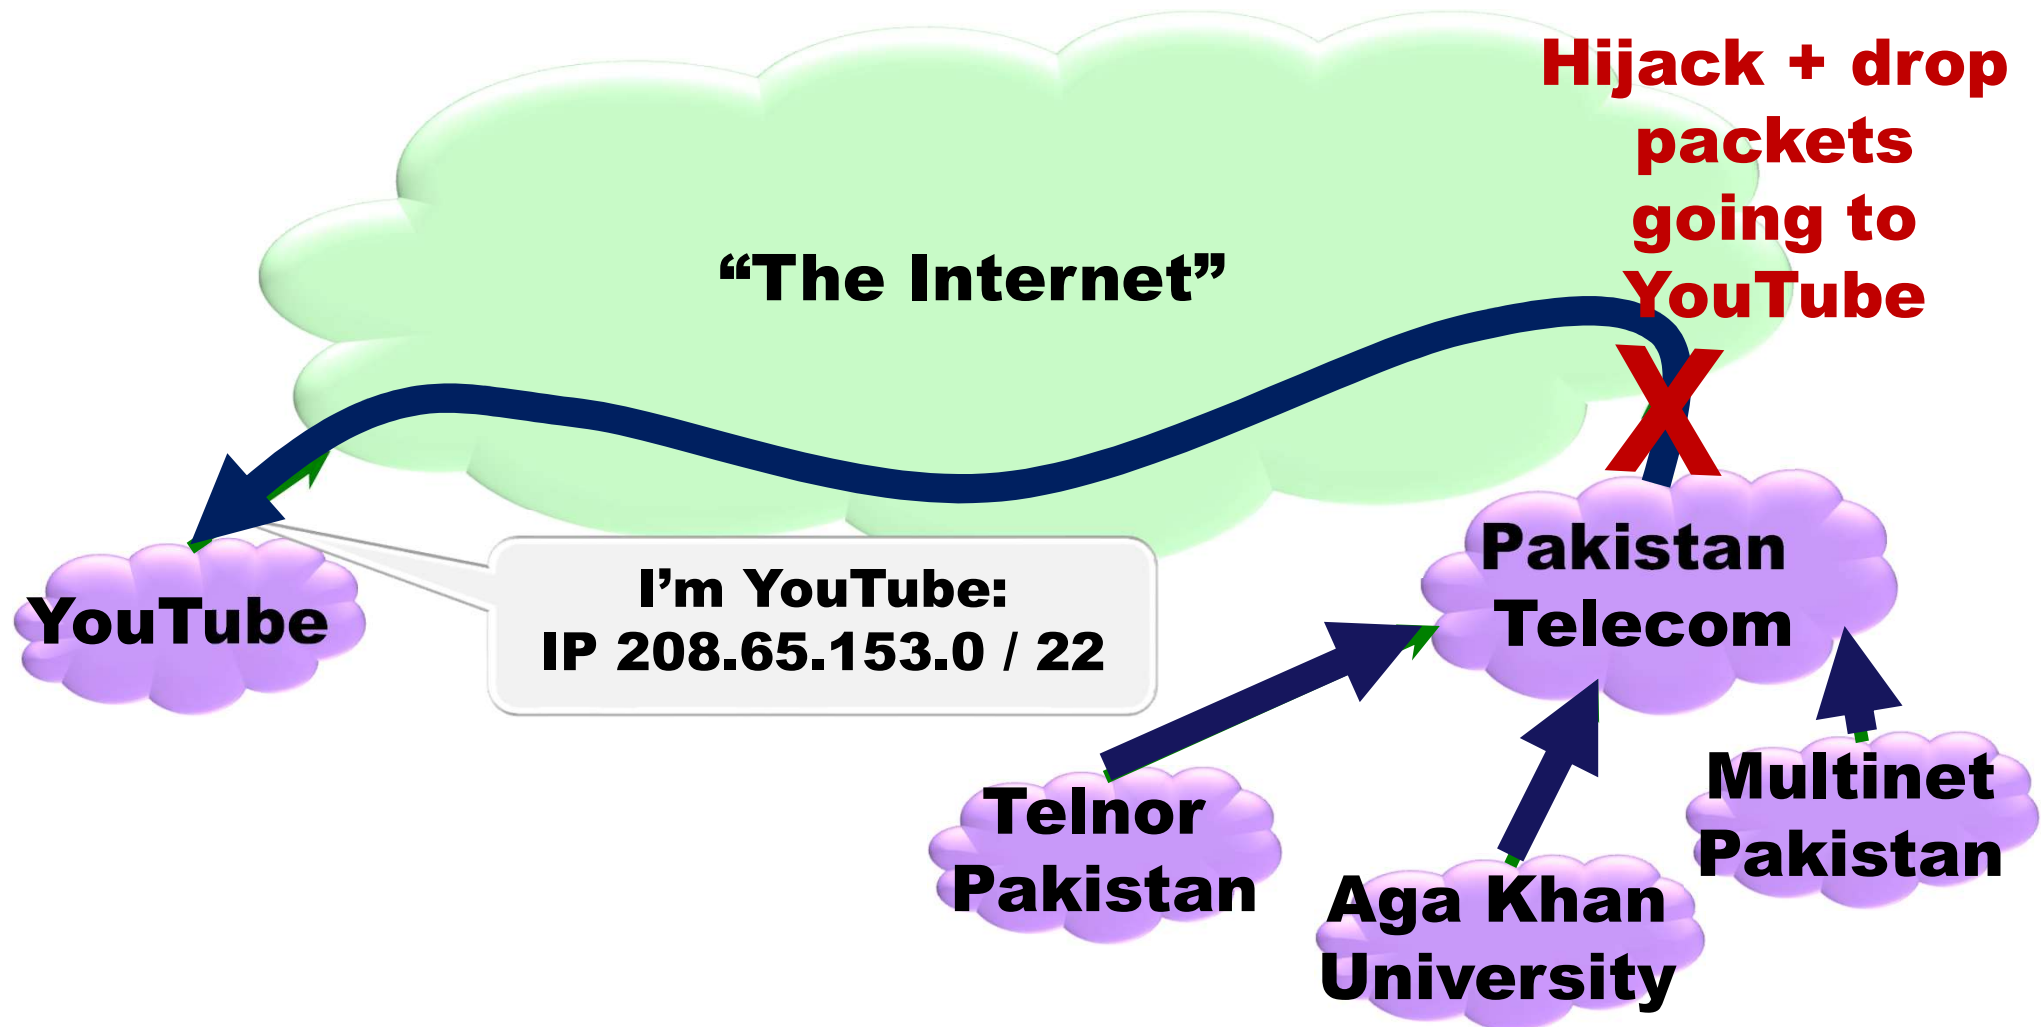 Hijack + drop
packets
going to
YouTube
“The Internet”
X
I’m YouTube:
IP 208.65.153.0 / 22
YouTube
Pakistan
Telecom
Telnor
Pakistan
Aga Khan
University
Multinet
Pakistan